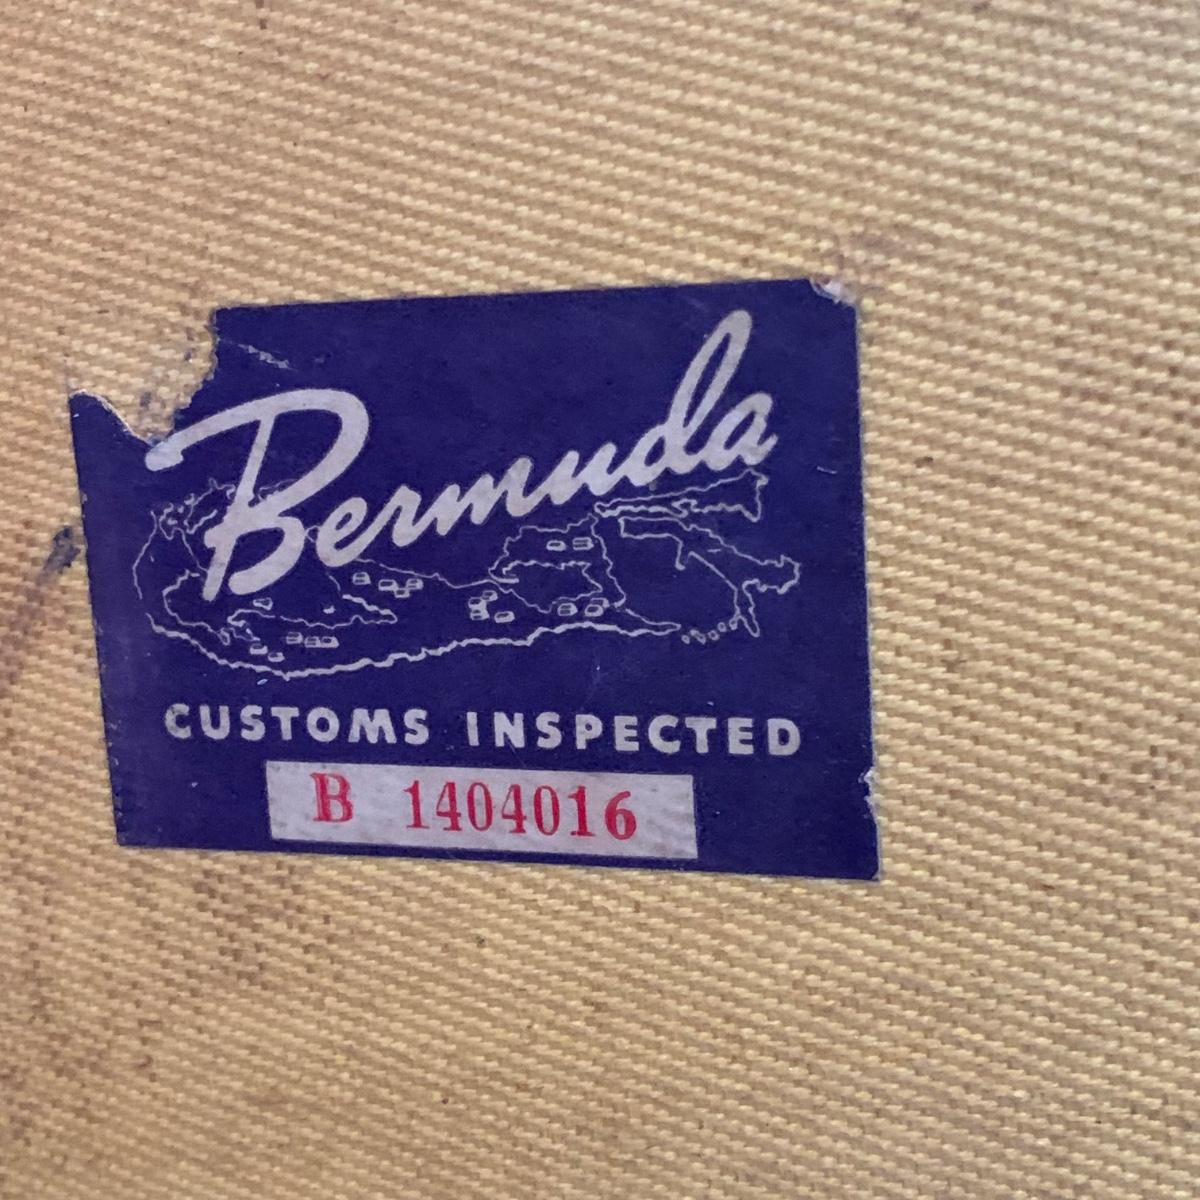 Bermuda
CUSTOMS INSPECTED
B 1404016